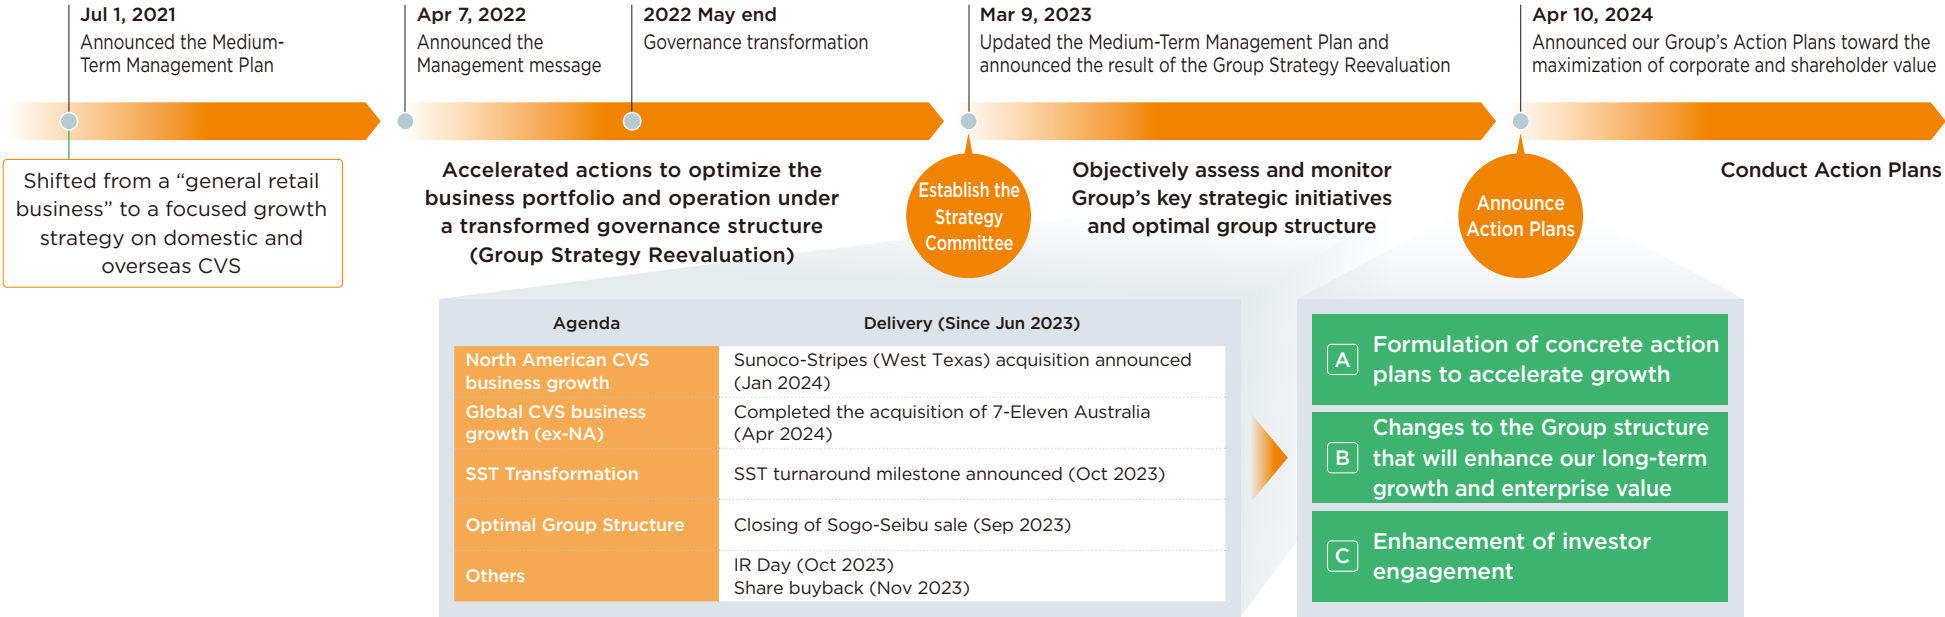 Jul 1, 2021
Announced the Medium-
Term Management Plan
Apr 7, 2022
Announced the
Management message
2022 May end
Governance transformation
Mar 9, 2023
Updated the Medium-Term Management Plan and
announced the result of the Group Strategy Reevaluation
Apr 10, 2024
Announced our Group's Action Plans toward the
maximization of corporate and shareholder value
Shifted from a “general retail
business” to a focused growth
strategy on domestic and
overseas CVS
Accelerated actions to optimize the
business portfolio and operation under
a transformed governance structure
(Group Strategy Reevaluation)
Establish the
Strategy
Committee
Objectively assess and monitor
Group's key strategic initiatives
and optimal group structure
Announce
Action Plans
Conduct Action Plans
Agenda
Delivery (Since Jun 2023)
North American CVS
business growth
Sunoco-Stripes (West Texas) acquisition announced
(Jan 2024)
Global CVS business
growth (ex-NA)
Completed the acquisition of 7-Eleven Australia
(Apr 2024)
SST Transformation
SST turnaround milestone announced (Oct 2023)
Optimal Group Structure
Closing of Sogo-Seibu sale (Sep 2023)
Others
IR Day (Oct 2023)
Share buyback (Nov 2023)
A
Formulation of concrete action
plans to accelerate growth
B
Changes to the Group structure
that will enhance our long-term
growth and enterprise value
C
Enhancement of investor
engagement